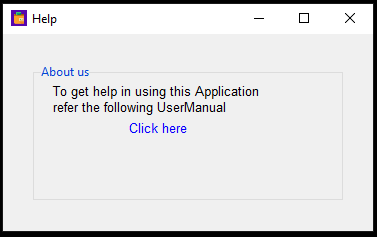 Help
About us
To get help in using this Application
refer the following UserManual
Click here